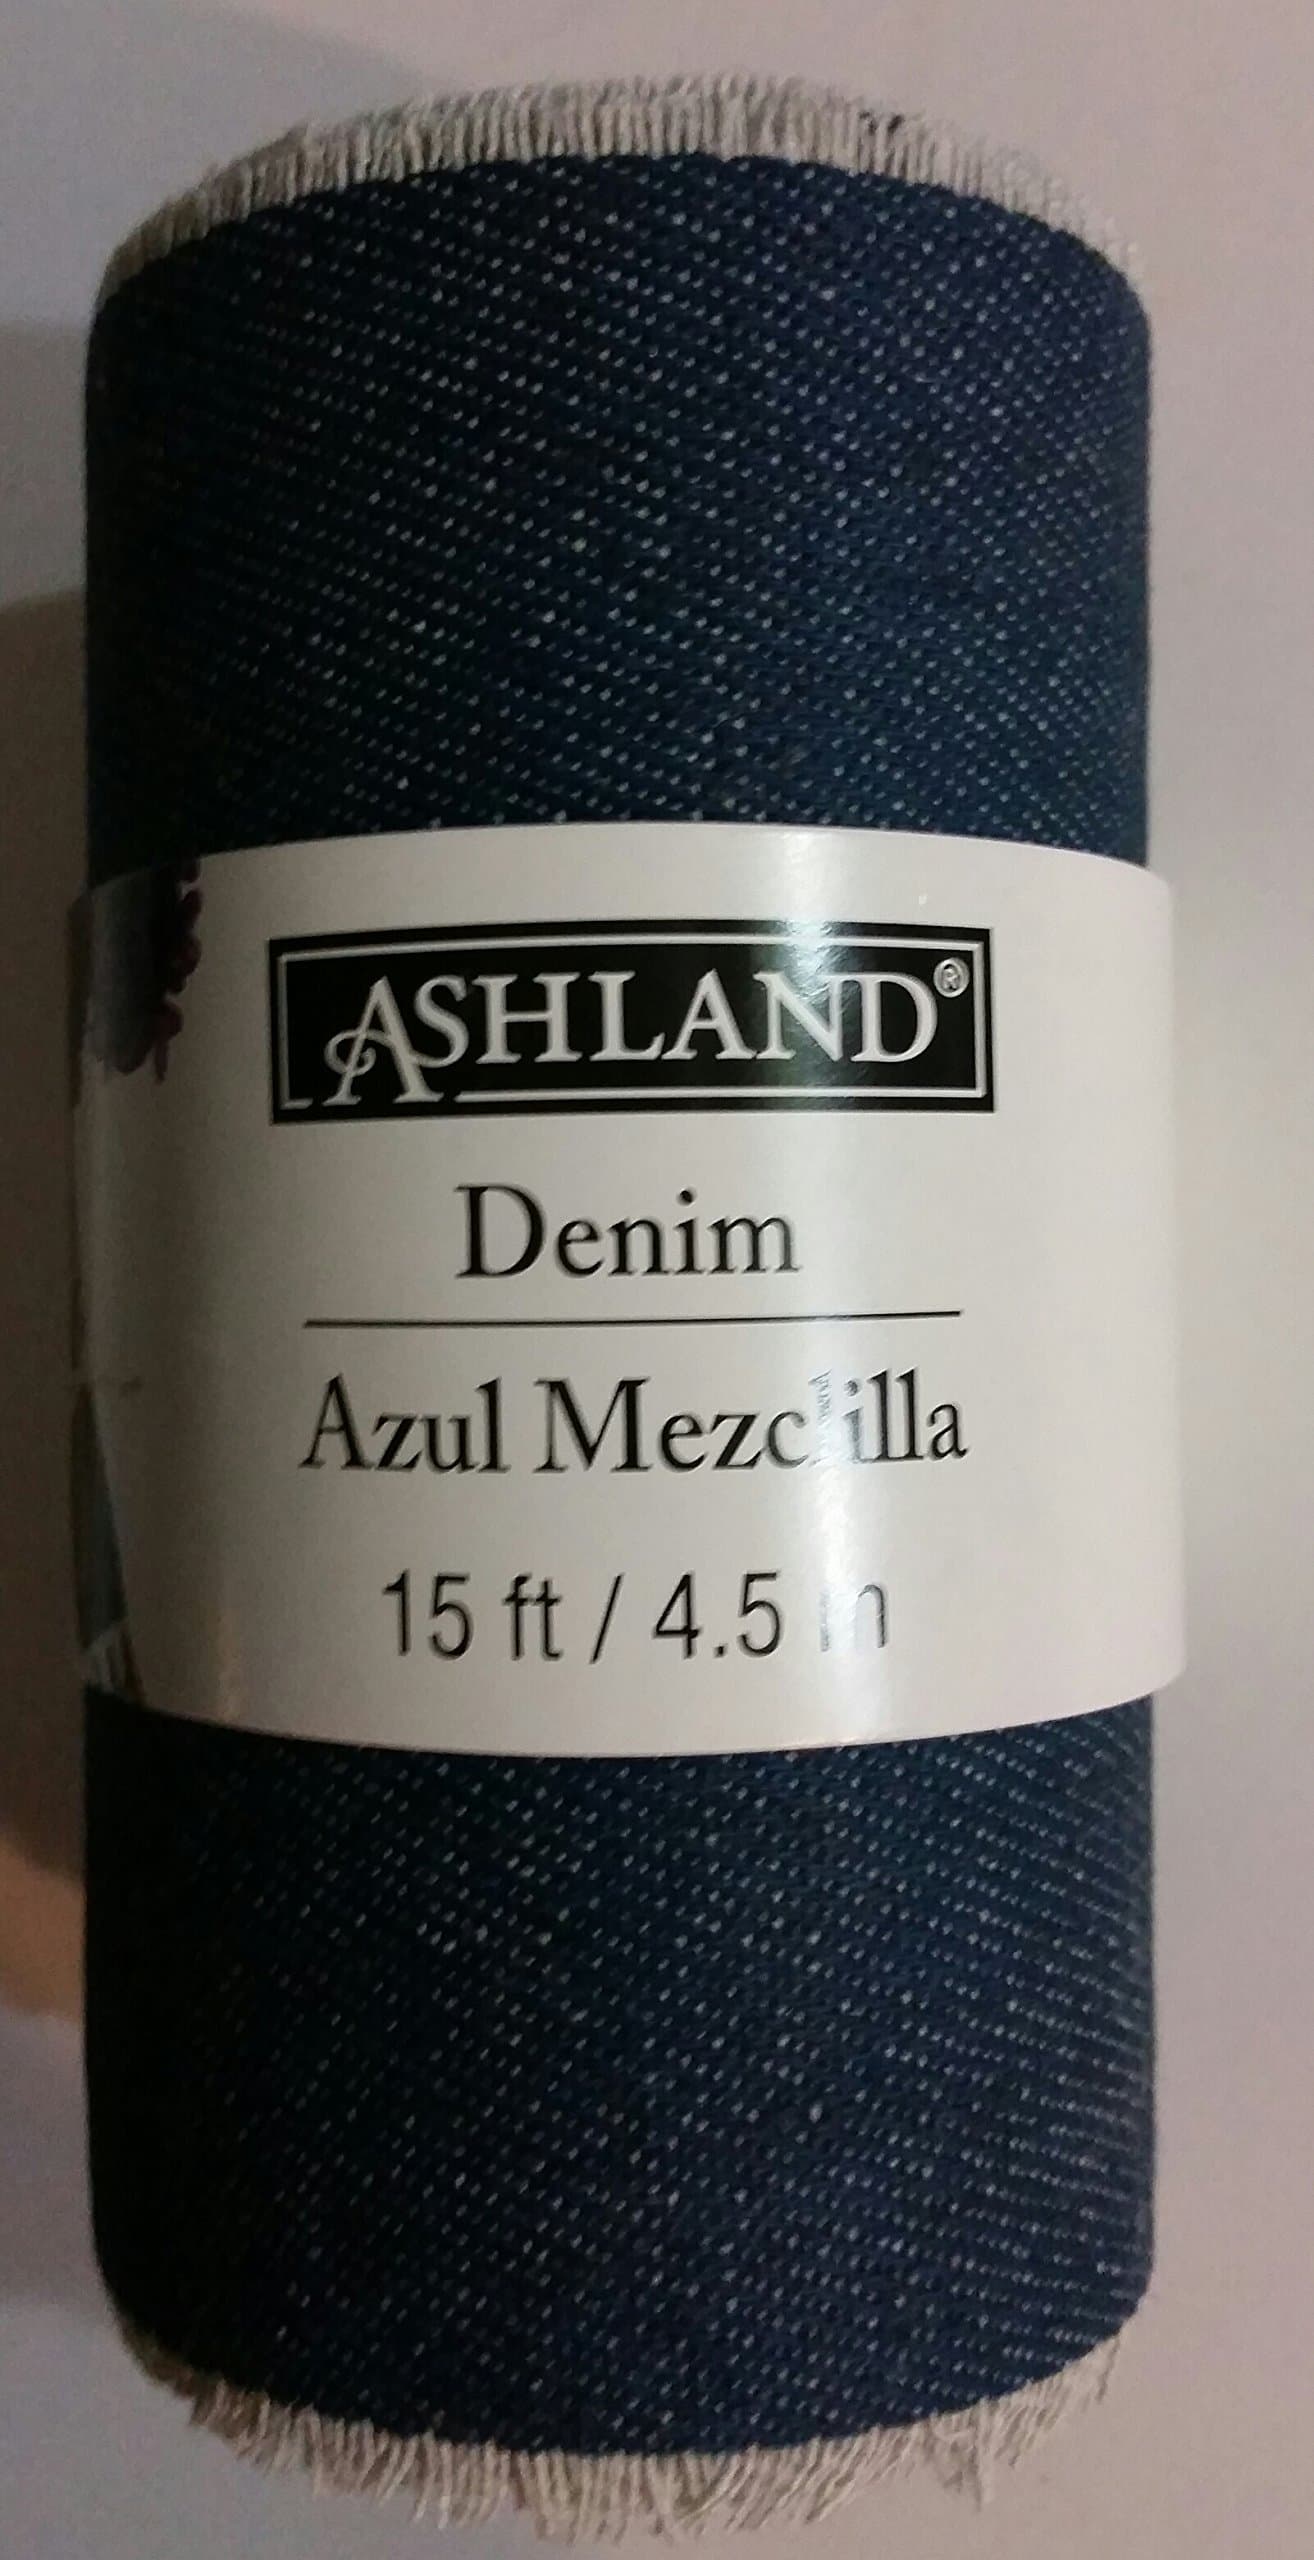 ASHLAND®
Denim
Azul Mezclilla
15 ft / 4.5 m